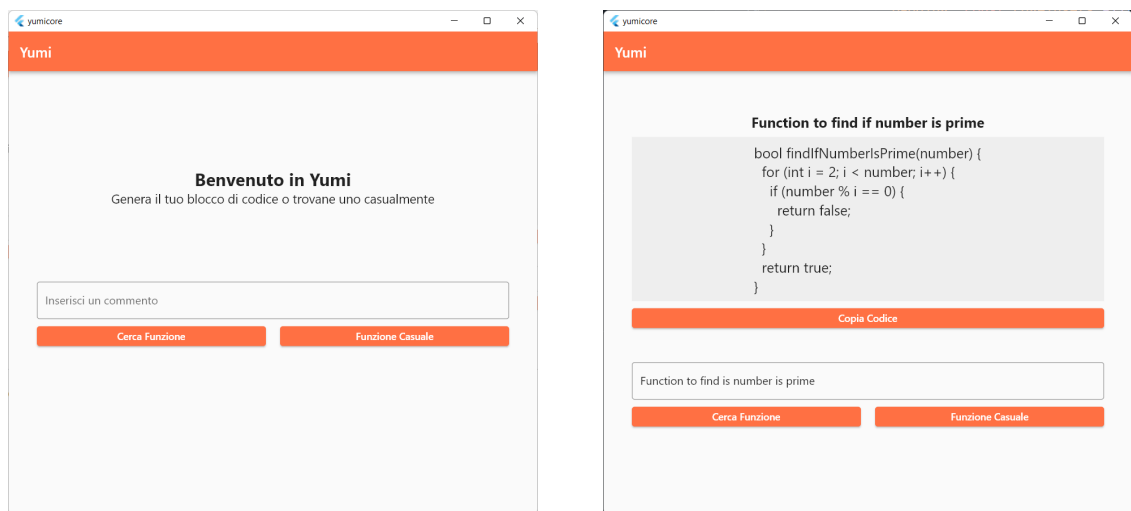 yumicore
Yumi
Benvenuto in Yumi
Genera il tuo blocco di codice o trovane uno casualmente
Inserisci un commento
Cerca Funzione
Funzione Casuale
yumicore
Yumi
Function to find if number is prime
bool findIfNumberIsPrime(number) {
  for (int i = 2; i < number; i++) {
    if (number % i == 0) {
      return false;
    }
  }
  return true;
}
Copia Codice
Function to find is number is prime
Cerca Funzione
Funzione Casuale